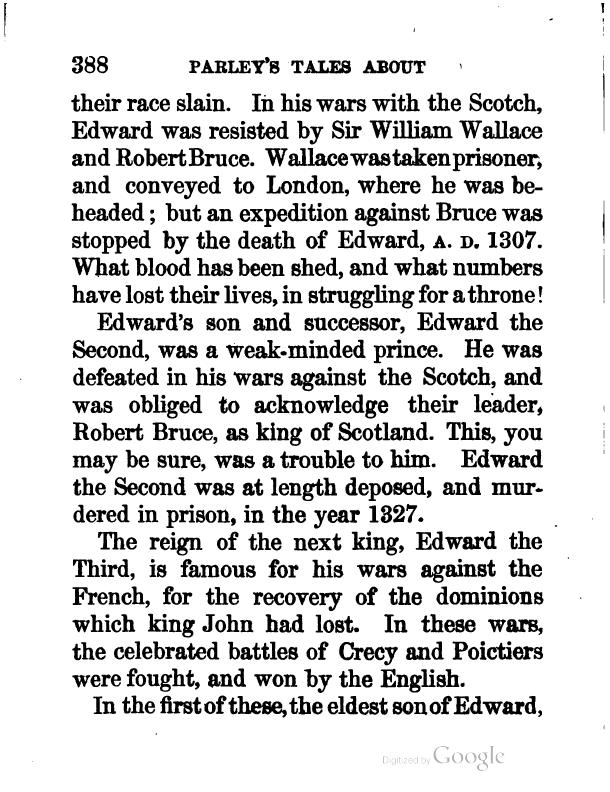 388 PARLEY'S TALES ABOUT
their race slain. In his wars with the Scotch,
Edward was resisted by Sir William Wallace
and Robert Bruce. Wallace was taken prisoner,
and conveyed to London, where he was be-
headed; but an expedition against Bruce was
stopped by the death of Edward, A. D. 1307.
What blood has been shed, and what numbers
have lost their lives, in struggling for a throne!
Edward's son and successor, Edward the
Second, was a weak-minded prince. He was
defeated in his wars against the Scotch, and
was obliged to acknowledge their leader,
Robert Bruce, as king of Scotland. This, you
may be sure, was a trouble to him. Edward
the Second was at length deposed, and mur-
dered in prison, in the year 1327.
The reign of the next king, Edward the
Third, is famous for his wars against the
French, for the recovery of the dominions
which king John had lost. In these wars,
the celebrated battles of Crecy and Poictiers
were fought, and won by the English.
In the first of these, the eldest son of Edward,
Digitized by Google